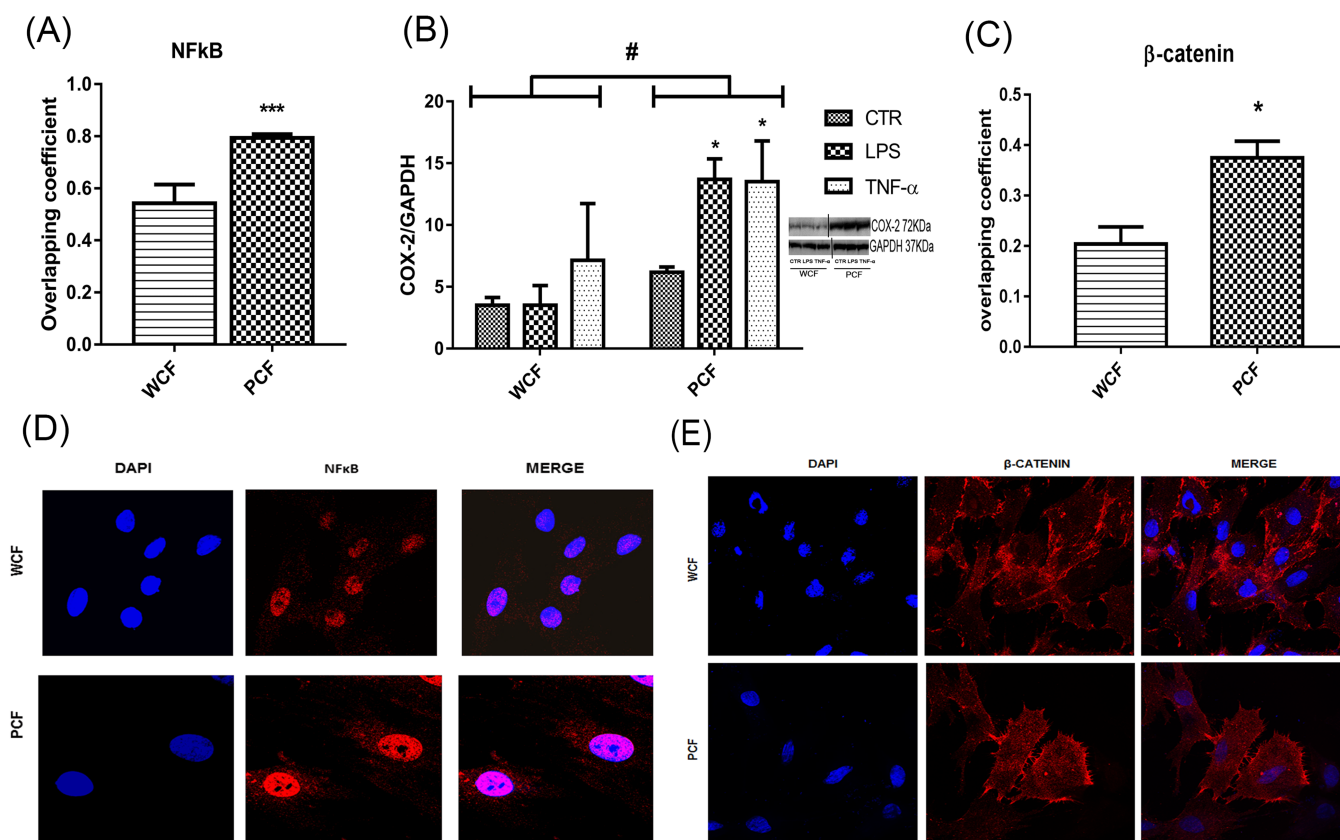 (A)
NFkB
Overlapping coefficient
1.0
0.8
0.6
0.4
0.2
0.0
***
WCF
PCF
(B)
#
COX-2/GAPDH
20
15
10
5
0
*
*
WCF
PCF
CTR
LPS
TNF-α
COX-2 72KDa
GAPDH 37KDa
CTR LPS TNF-α CTR LPS TNF-α
WCF PCF
(C)
β-catenin
overlapping coefficient
0.5
0.4
0.3
0.2
0.1
0.0
*
WCF
PCF
(D)
DAPI NFκB MERGE
WCF
PCF
(E)
DAPI β-CATENIN MERGE
WCF
PCF